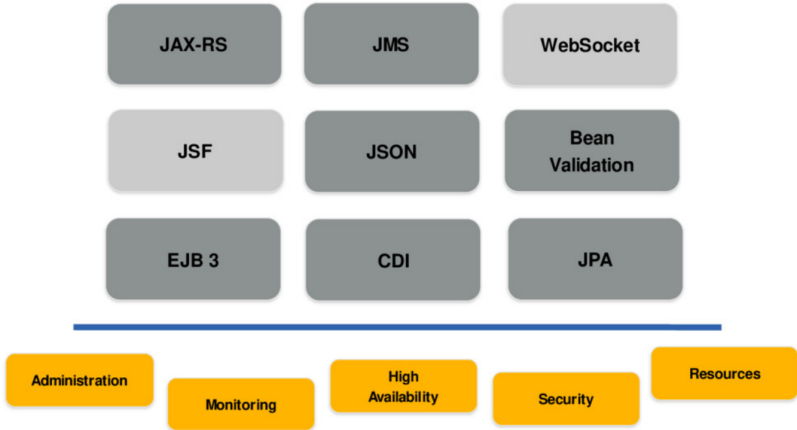 JAX-RS
JMS
WebSocket
JSF
JSON
Bean
Validation
EJB 3
CDI
JPA
Administration
Monitoring
High
Availability
Security
Resources